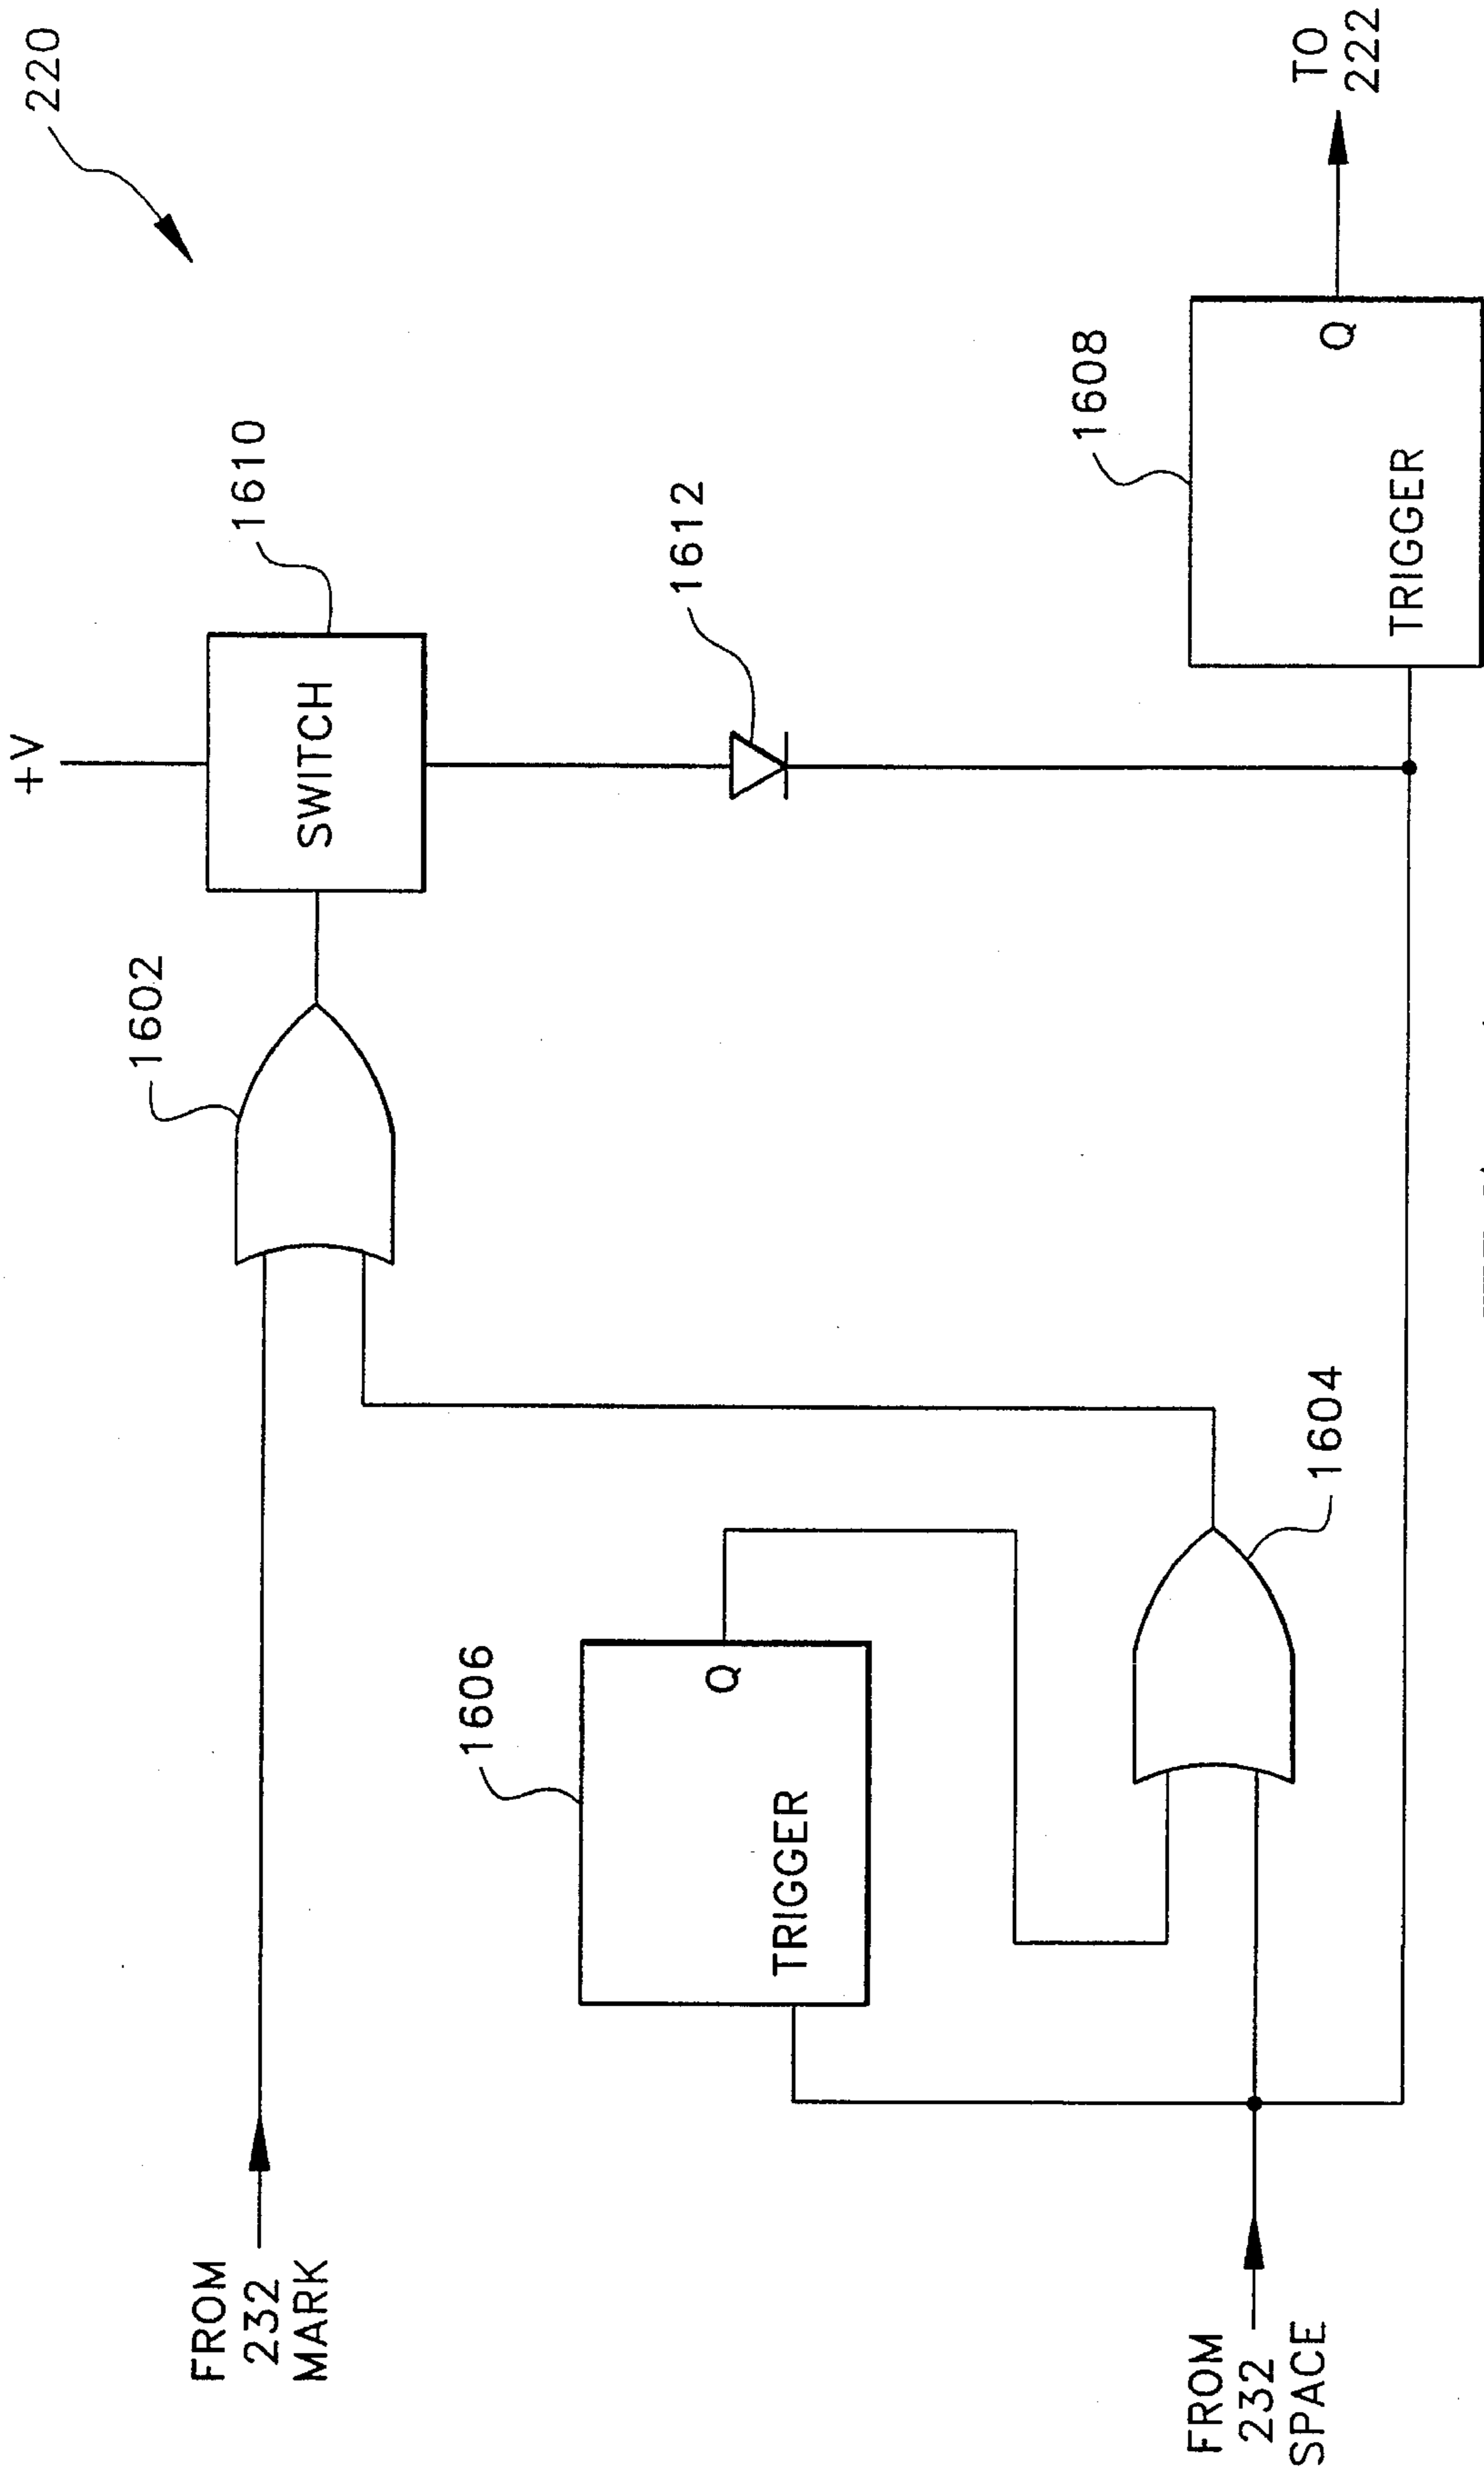 220
+V
1610
SWITCH
1602
FROM
232
MARK
1612
1606
TRIGGER
Q
1604
1608
TRIGGER
Q
TO
222
FROM
232
SPACE